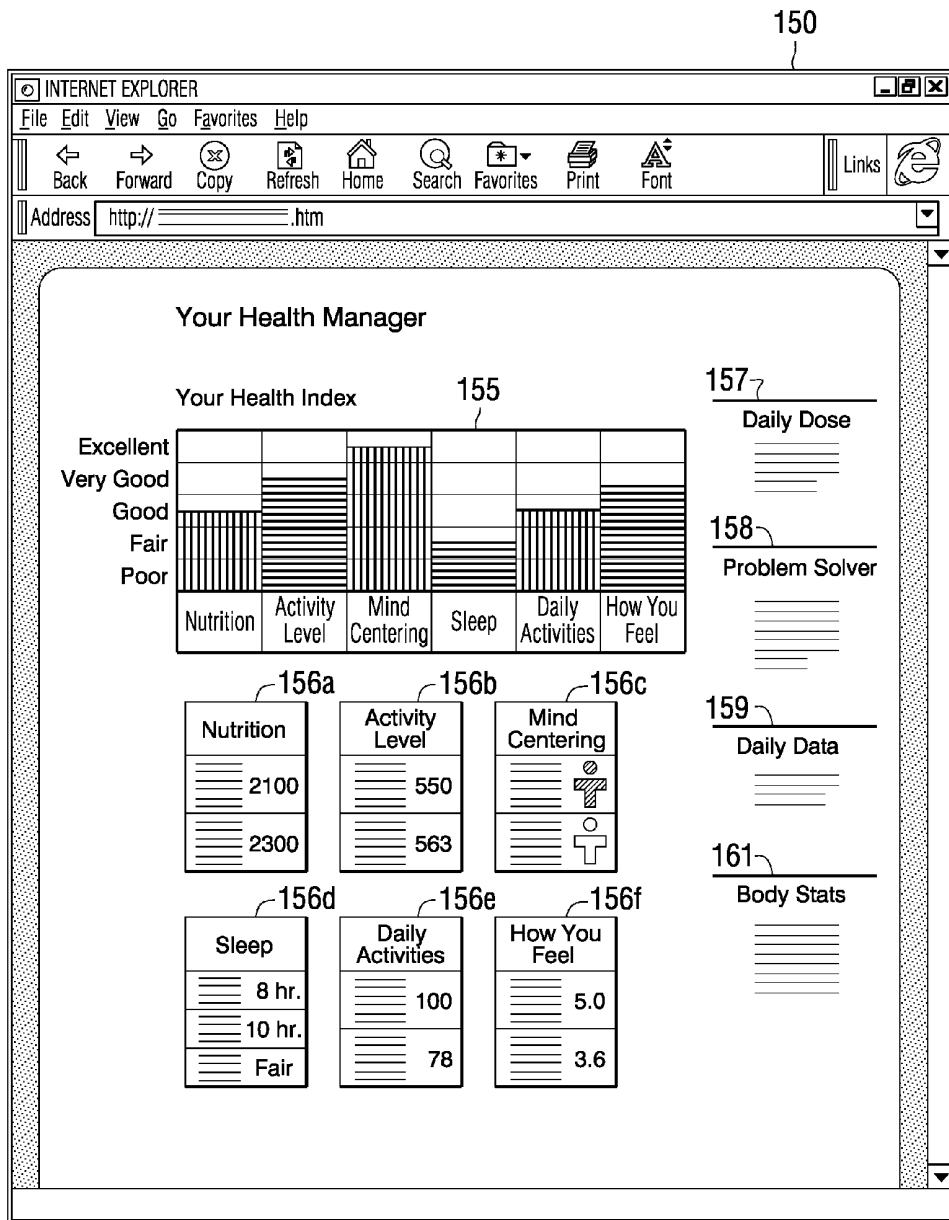 150
INTERNET EXPLORER
File Edit View Go Favorites Help
Back Forward Copy Refresh Home Search Favorites Print Font Links
Address http:// .htm
Your Health Manager
Your Health Index
155
Excellent
Very Good
Good
Fair
Poor
Nutrition
Activity
Level
Mind
Centering
Sleep
Daily
Activities
How You
Feel
156a
Nutrition
2100
2300
156b
Activity
Level
550
563
156c
Mind
Centering
156d
Sleep
8 hr.
10 hr.
Fair
156e
Daily
Activities
100
78
156f
How You
Feel
5.0
3.6
157
Daily Dose
158
Problem Solver
159
Daily Data
161
Body Stats